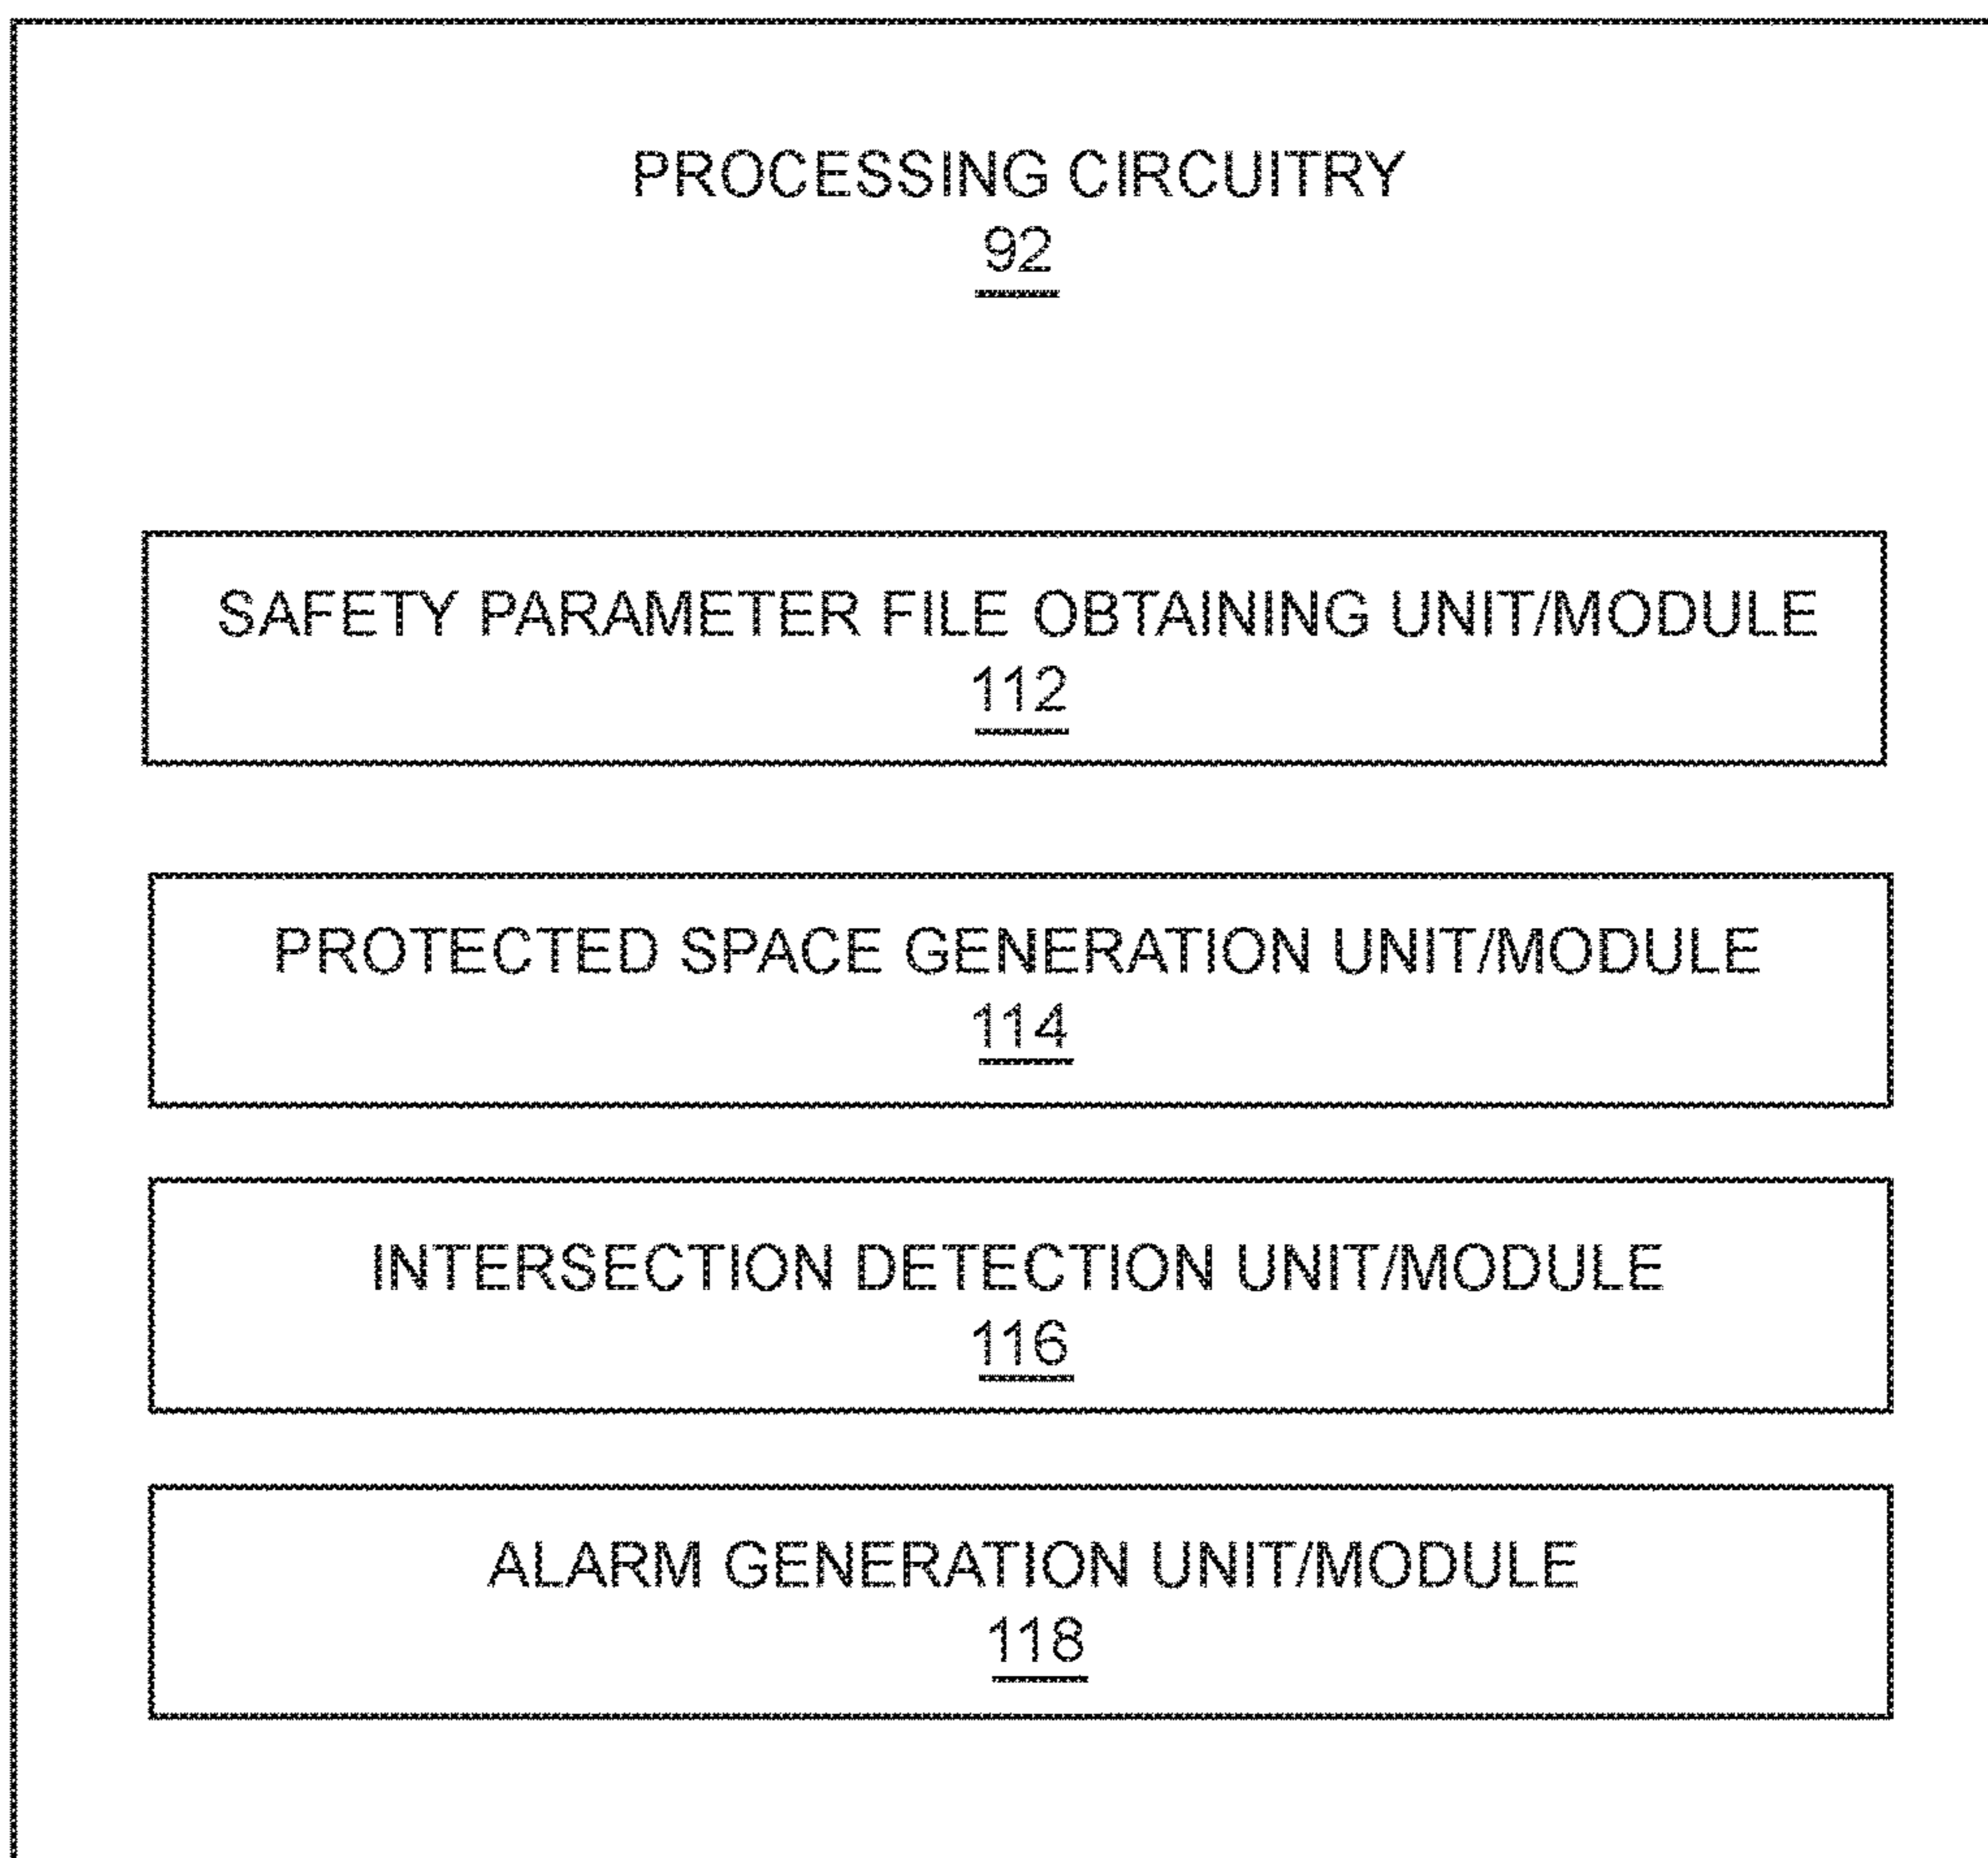 PROCESSING CIRCUITRY
92
SAFETY PARAMETER FILE OBTAINING UNIT/MODULE
112
PROTECTED SPACE GENERATION UNIT/MODULE
114
INTERSECTION DETECTION UNIT/MODULE
116
ALARM GENERATION UNIT/MODULE
118